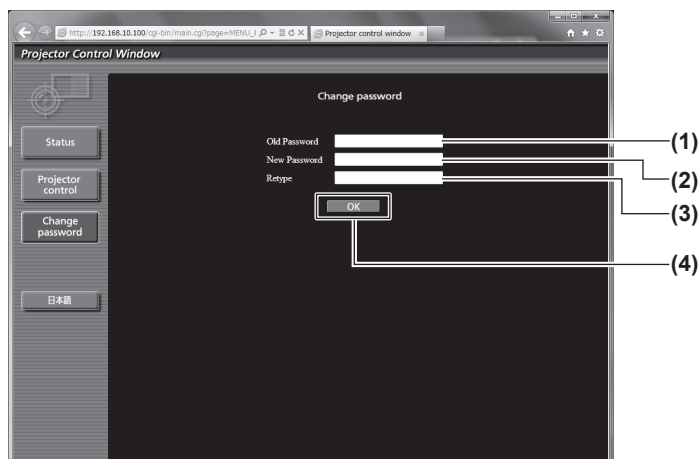 http://192.168.10.100/cgi-bin/main.cgi?page=MENU_
Projector control window
Projector Control Window
Change password
Old Password
New Password
Retype
OK
Status
Projector
control
Change
password
日本語
(1)
(2)
(3)
(4)